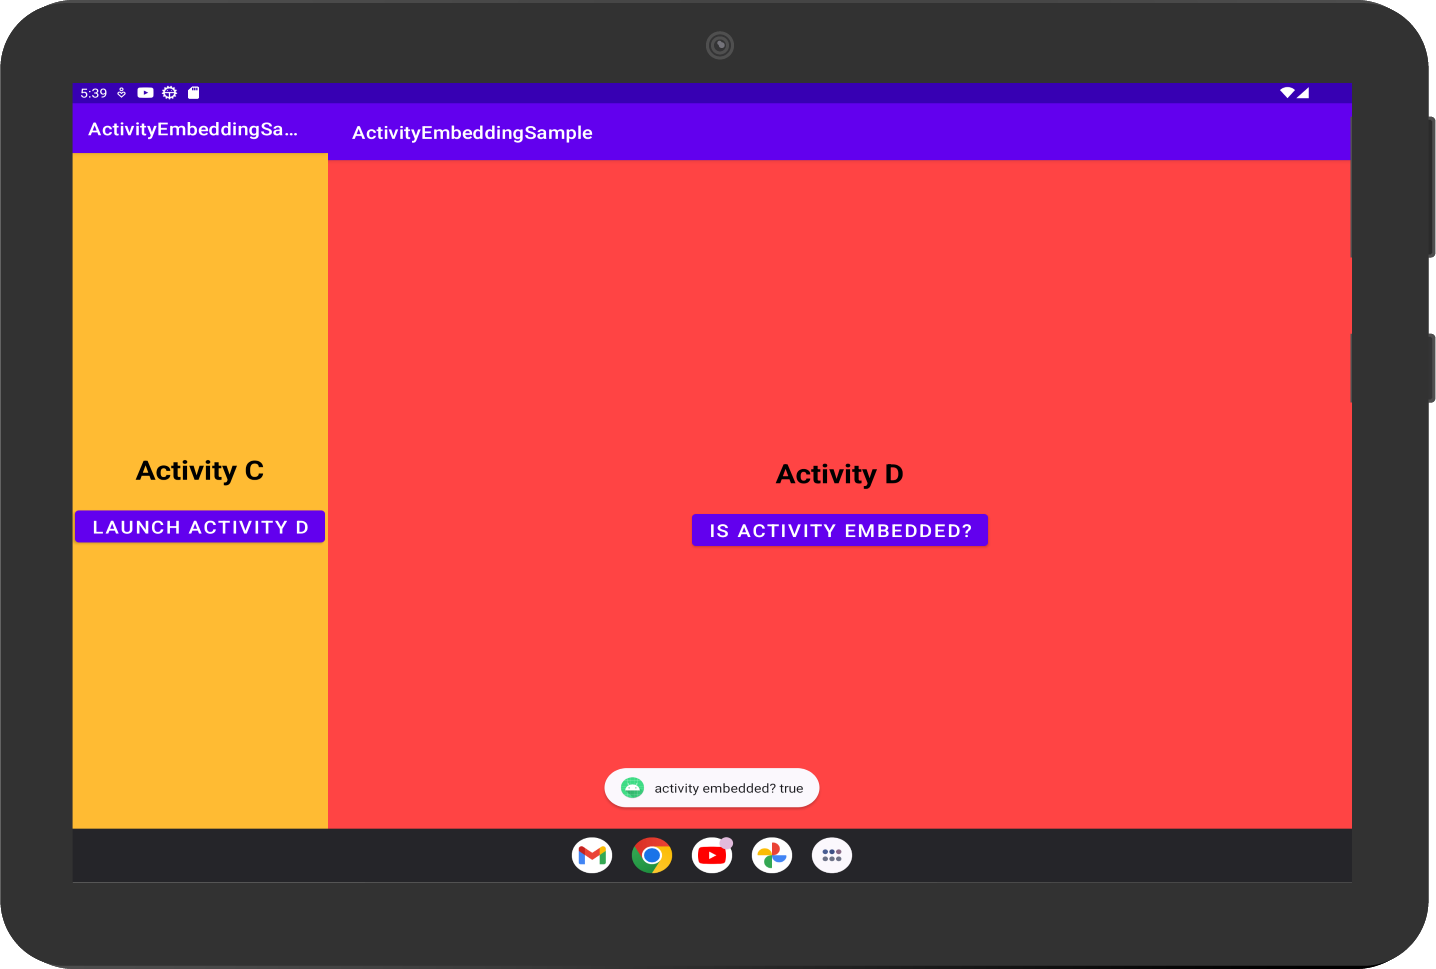 5:39
ActivityEmbeddingSa...
ActivityEmbeddingSample
Activity C
LAUNCH ACTIVITY D
Activity D
IS ACTIVITY EMBEDDED?
activity embedded? true